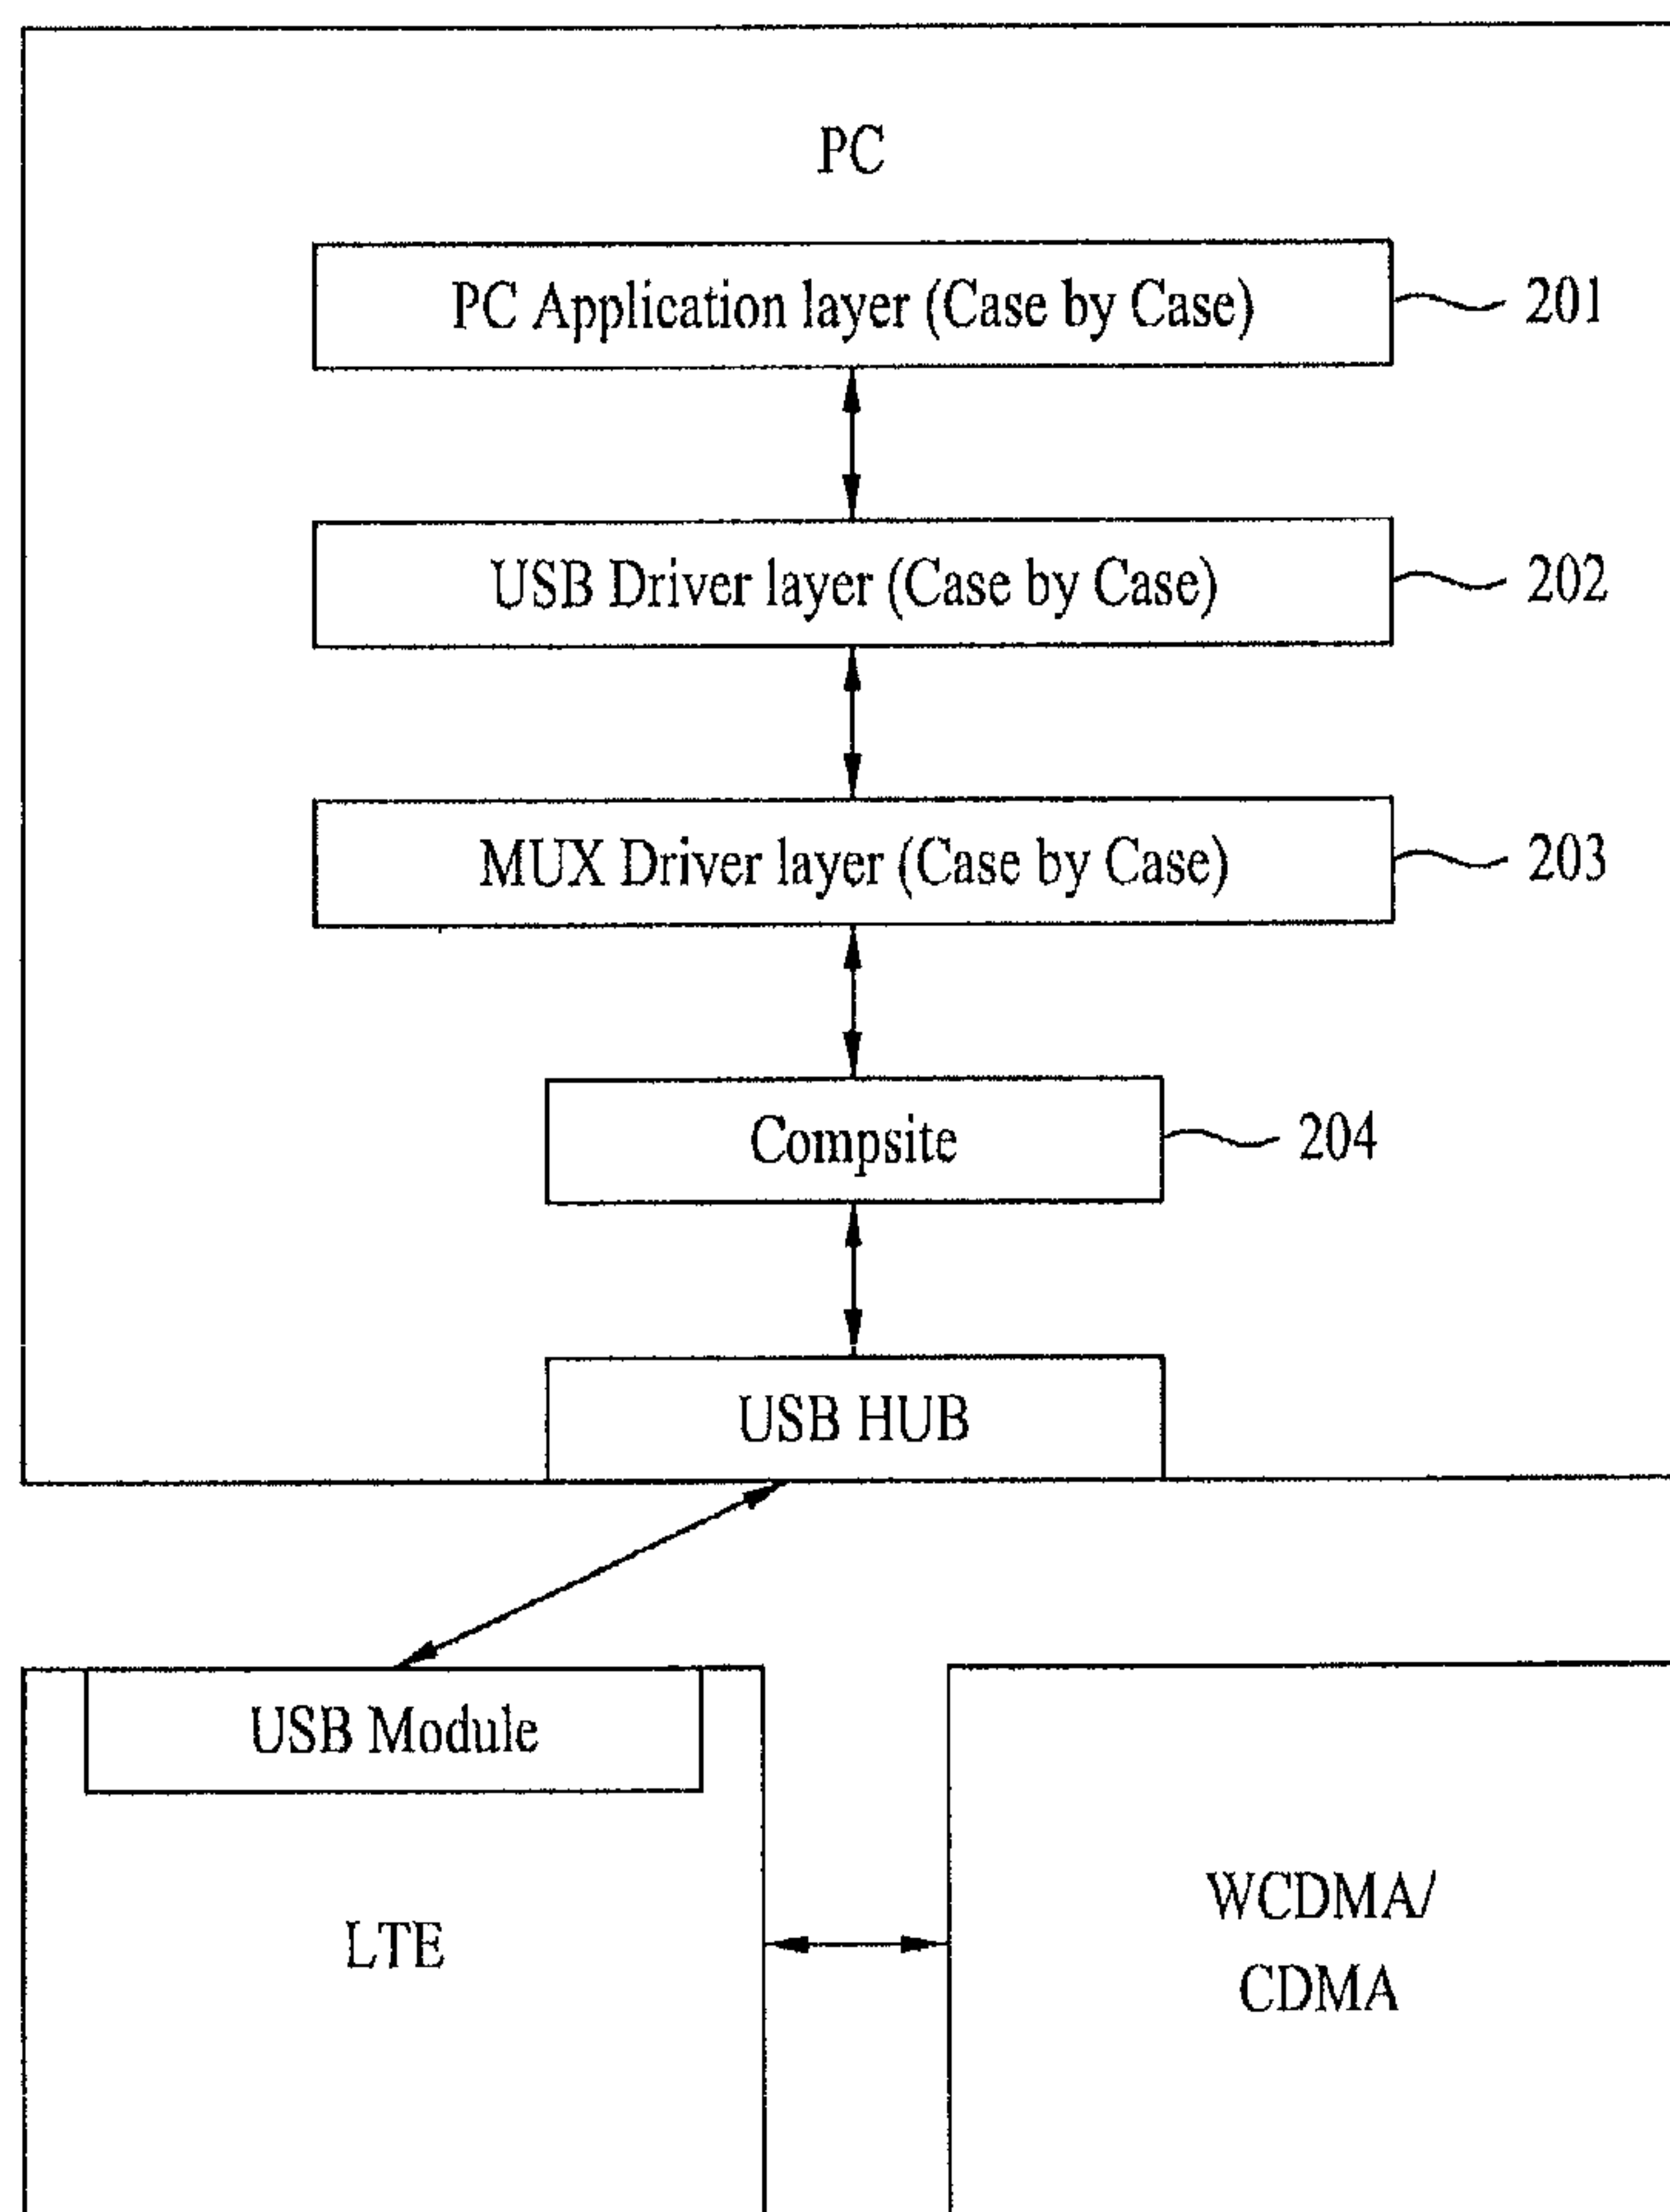 PC
PC Application layer (Case by Case) 201
USB Driver layer (Case by Case) 202
MUX Driver layer (Case by Case) 203
Compsite 204
USB HUB
USB Module
LTE
WCDMA/
CDMA